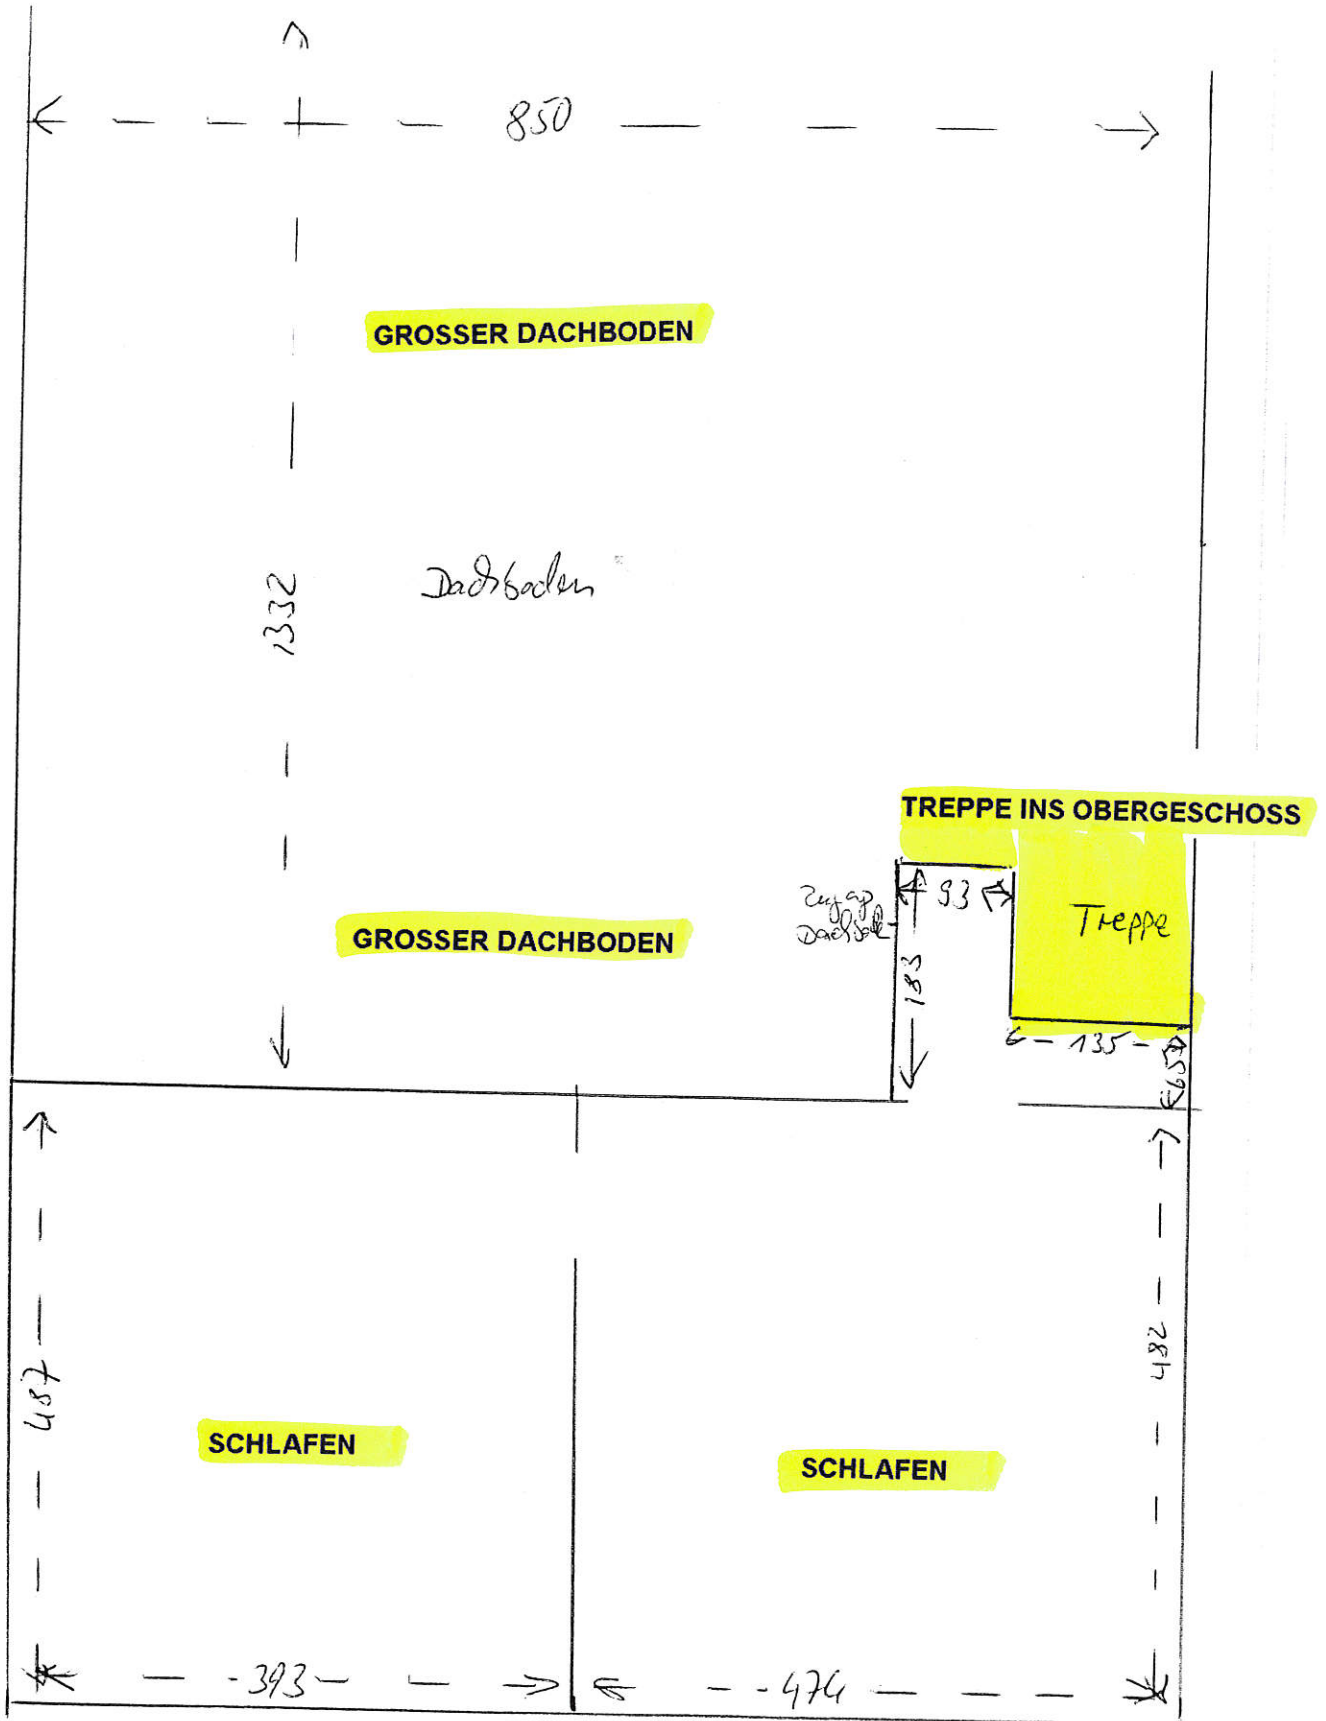 850
GROSSER DACHBODEN
1332
Dachboden
TREPPE INS OBERGESCHOSS
93
Treppe
GROSSER DACHBODEN
183
135
65
487
482
SCHLAFEN
SCHLAFEN
393
474